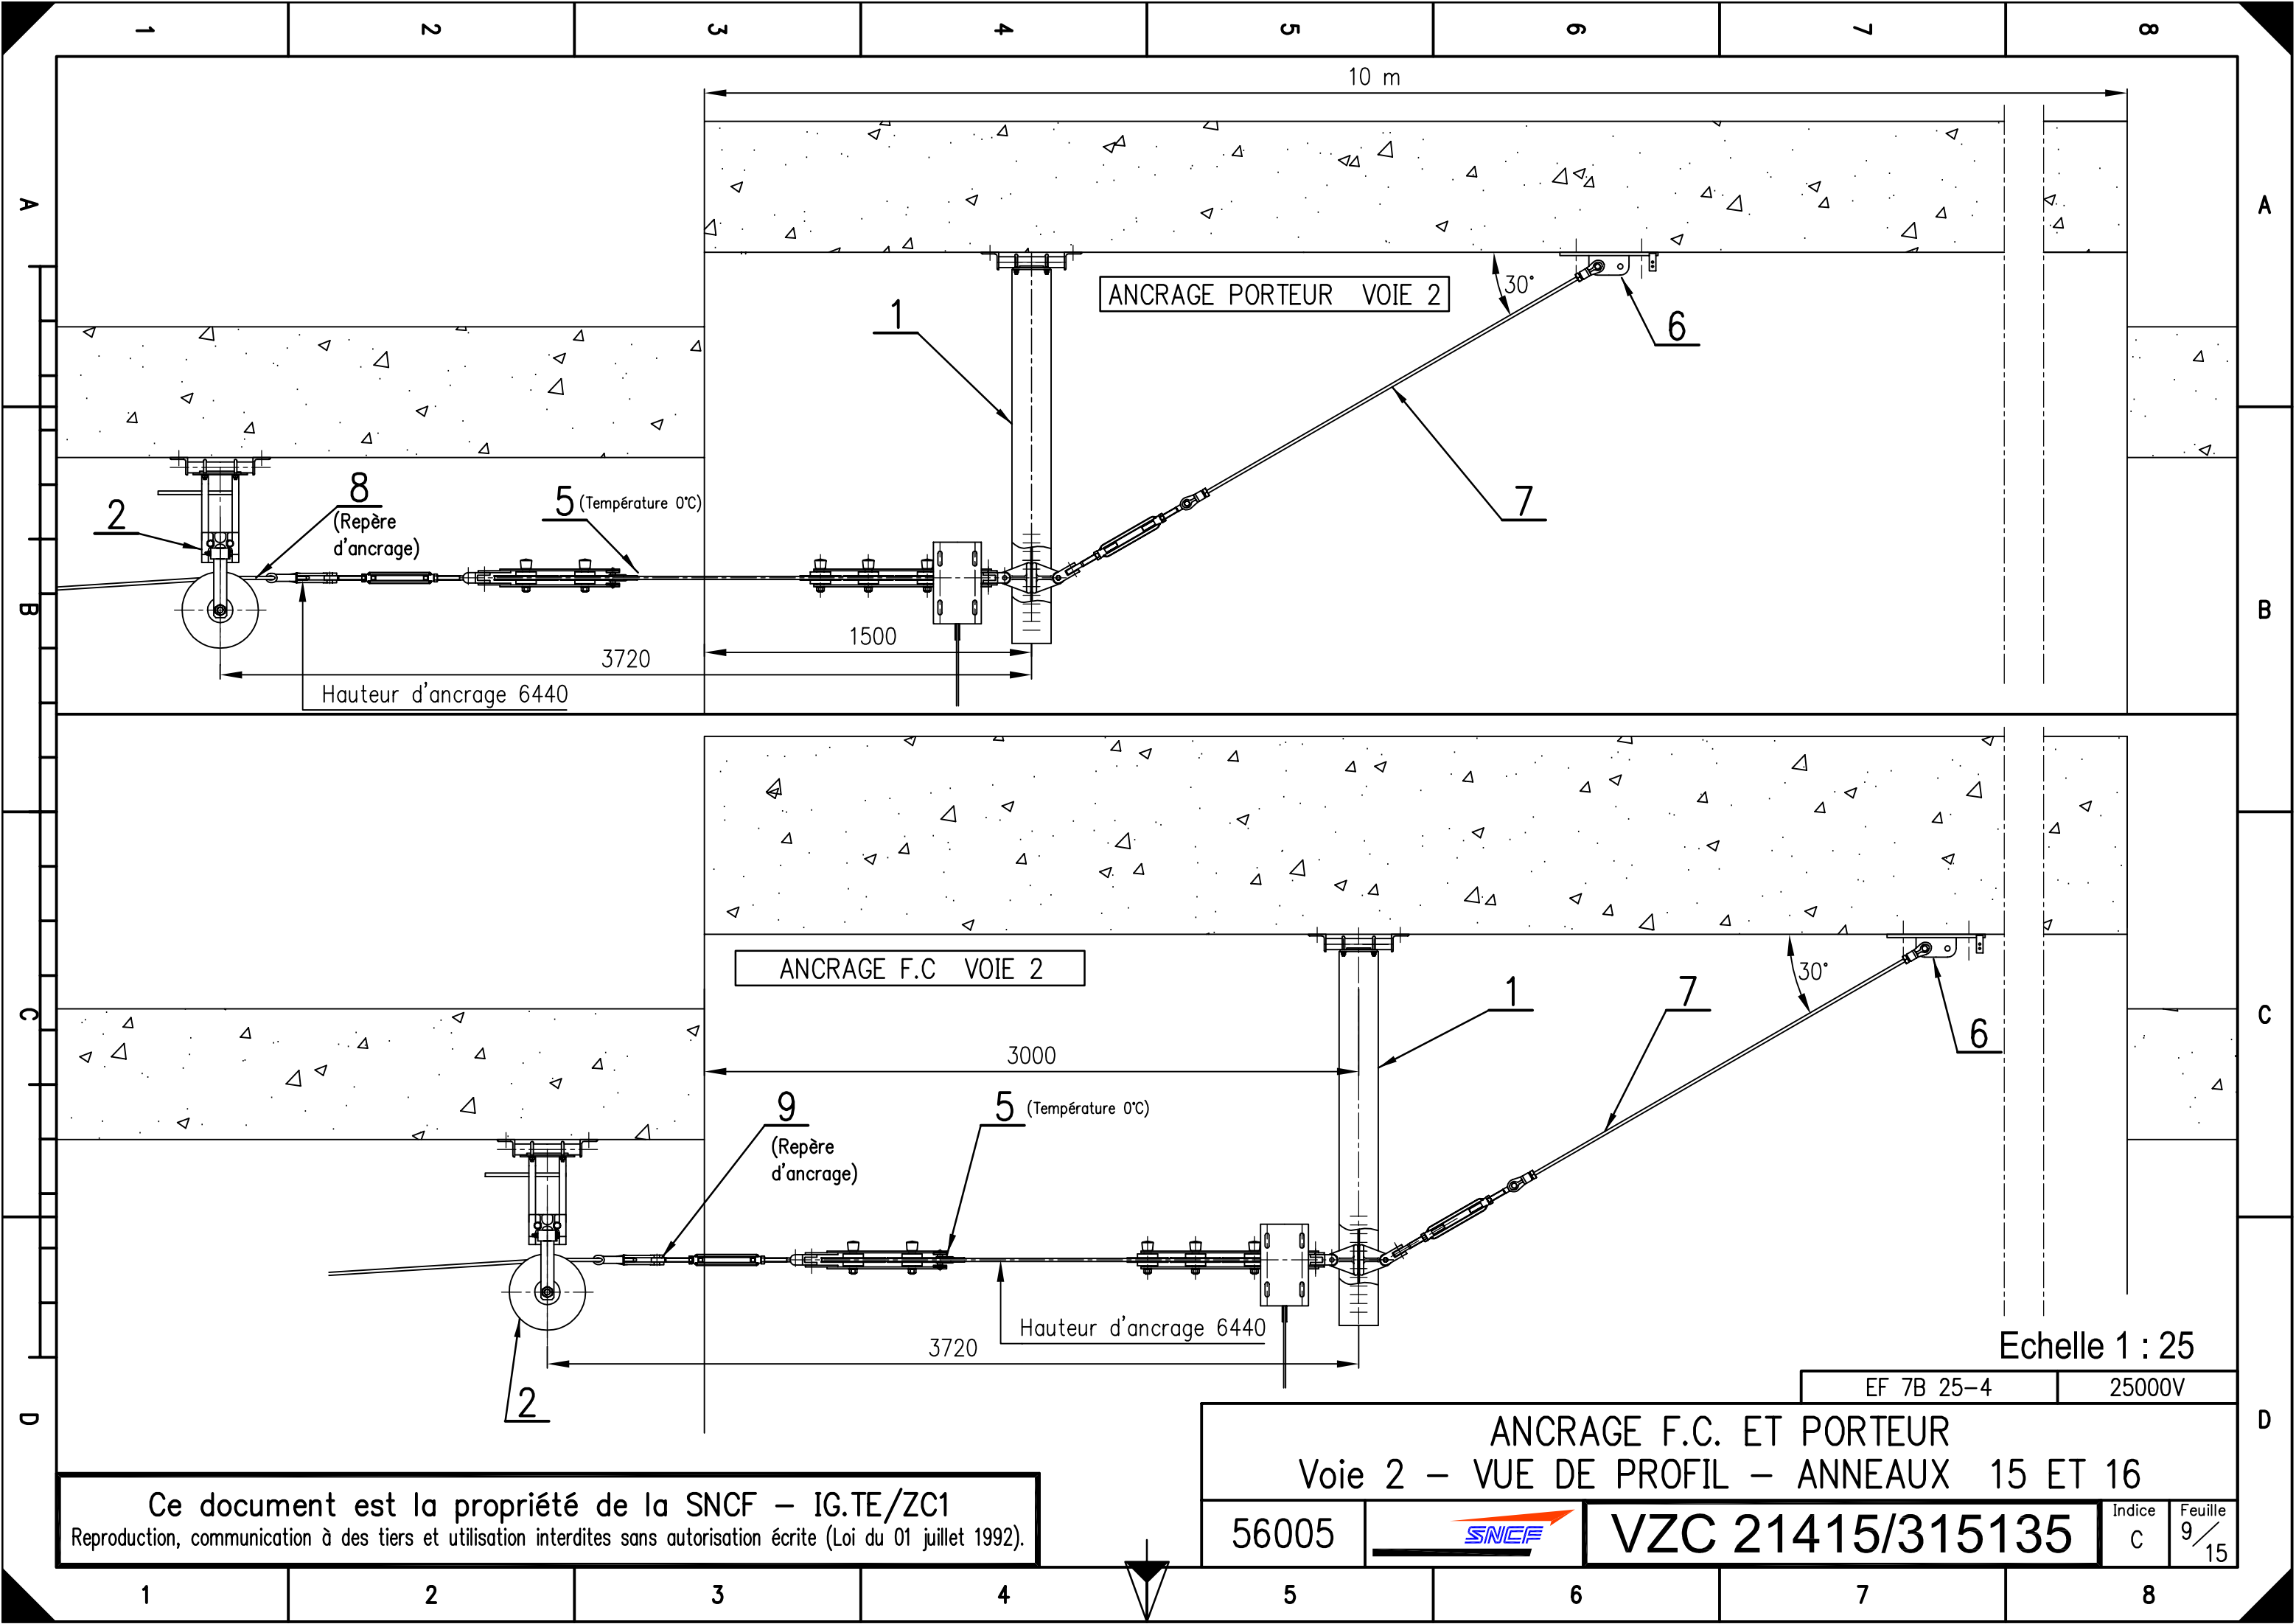 1 2 3 4 5 6 7 8
10 m
A A
ANCRAGE PORTEUR VOIE 2
30°
1
6
8
(Repère
d'ancrage)
5 (Température 0°C)
2
7
B B
1500
3720
Hauteur d'ancrage 6440
ANCRAGE F.C VOIE 2
30°
1
7
6
C C
3000
9
(Repère
d'ancrage)
5 (Température 0°C)
Hauteur d'ancrage 6440
3720
2
Echelle 1 : 25
EF 7B 25-4 25000V
D D
ANCRAGE F.C. ET PORTEUR
Voie 2 - VUE DE PROFIL - ANNEAUX 15 ET 16
Ce document est la propriété de la SNCF - IG.TE/ZC1
Reproduction, communication à des tiers et utilisation interdites sans autorisation écrite (Loi du 01 juillet 1992).
56005
SNCF
VZC 21415/315135
Indice
C
Feuille
9/15
1 2 3 4 5 6 7 8